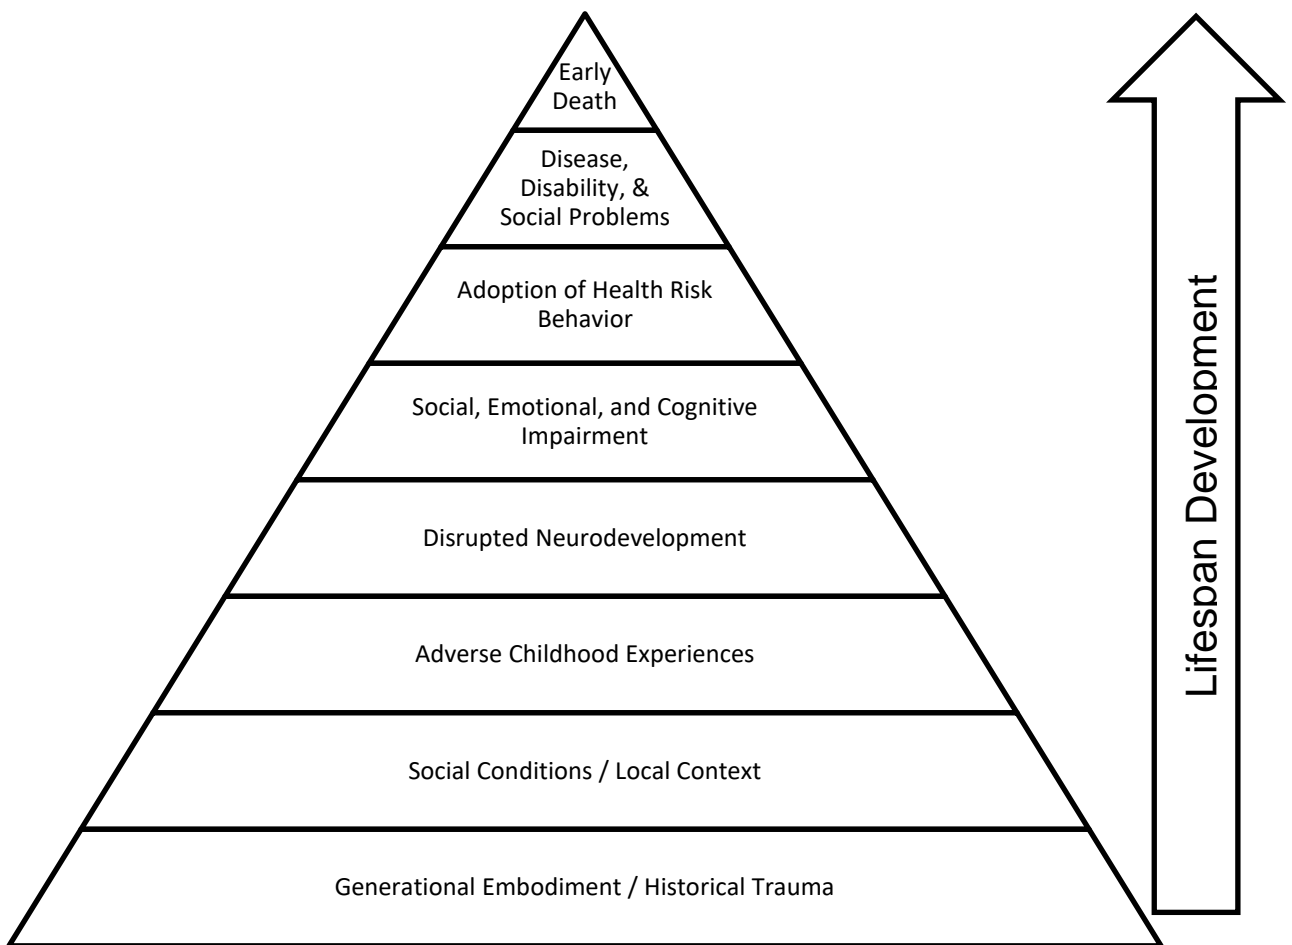 Early
Death
Disease,
Disability, &
Social Problems
Adoption of Health Risk
Behavior
Social, Emotional, and Cognitive
Impairment
Disrupted Neurodevelopment
Adverse Childhood Experiences
Social Conditions / Local Context
Generational Embodiment / Historical Trauma
Lifespan Development